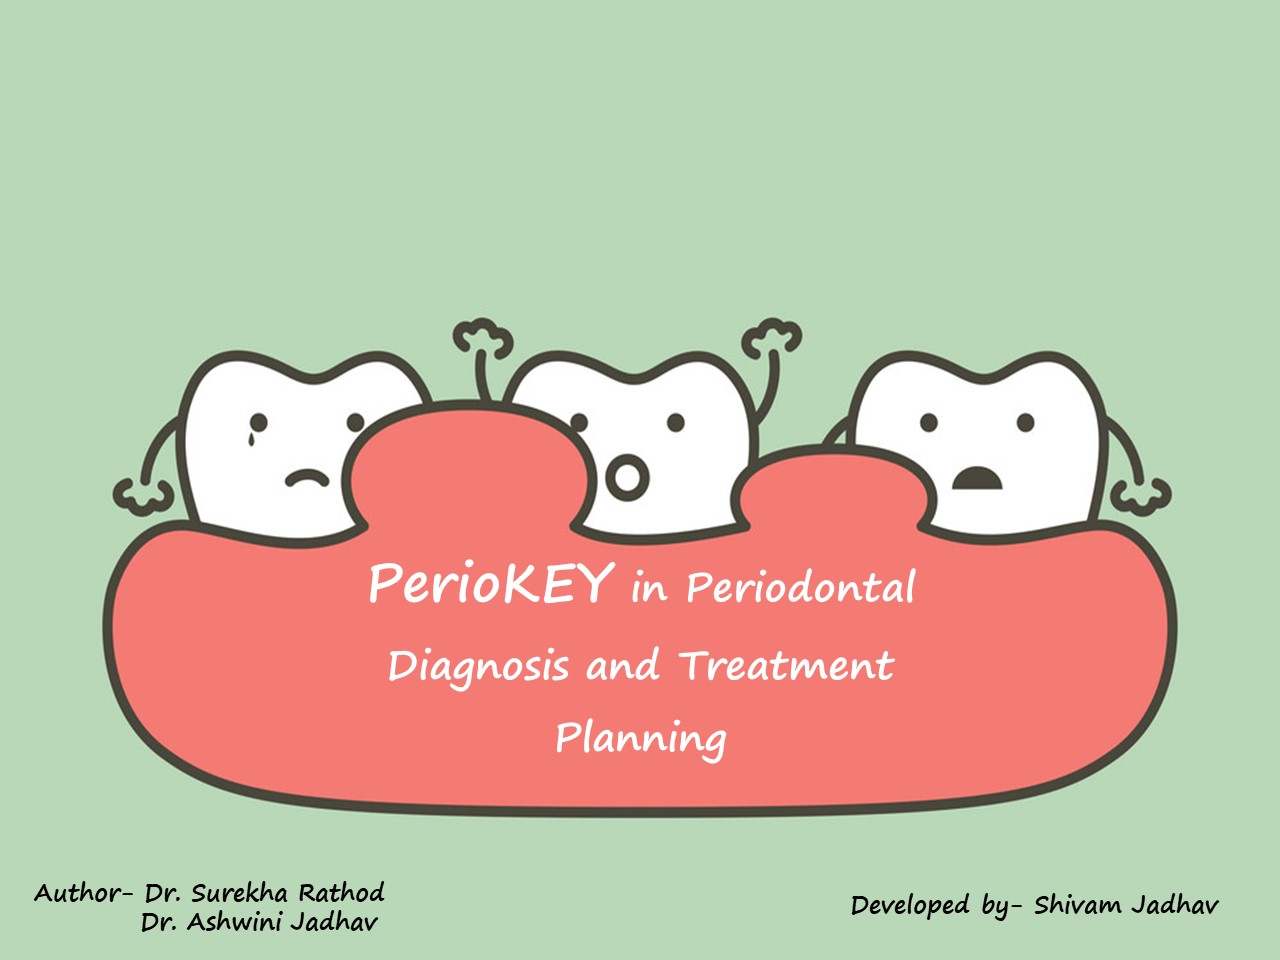 PerioKEY in Periodontal
Diagnosis and Treatment
Planning
Author- Dr. Surekha Rathod
Dr. Ashwini Jadhav
Developed by- Shivam Jadhav